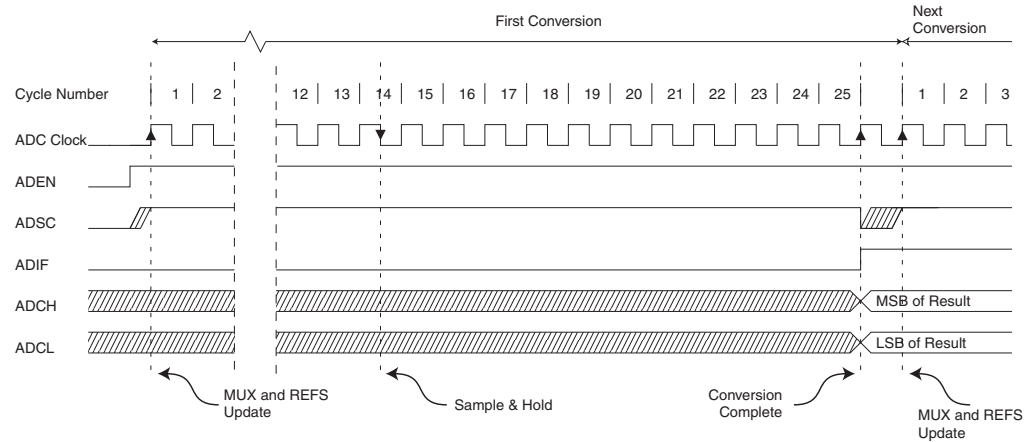 First Conversion
Next
Conversion
Cycle Number 1 2 12 13 14 15 16 17 18 19 20 21 22 23 24 25 1 2 3
ADC Clock
ADEN
ADSC
ADIF
ADCH MSB of Result
ADCL LSB of Result
MUX and REFS
Update
Sample & Hold
Conversion
Complete
MUX and REFS
Update